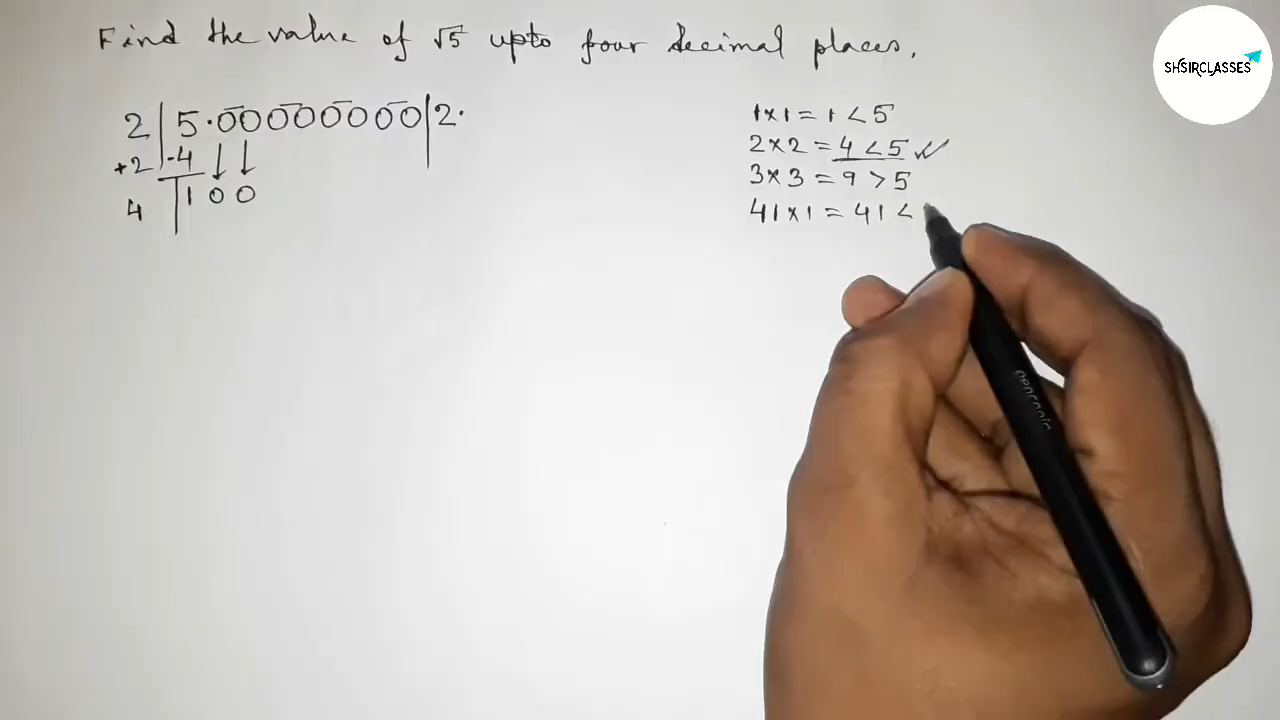 Find the value of √5 upto four decimal places.
SHSIRCLASSES
2 | 5.00000000 | 2.
+2 | -4
4 | 100
1×1 = 1 < 5
2×2 = 4 < 5 ✓
3×3 = 9 > 5
41×1 = 41 <